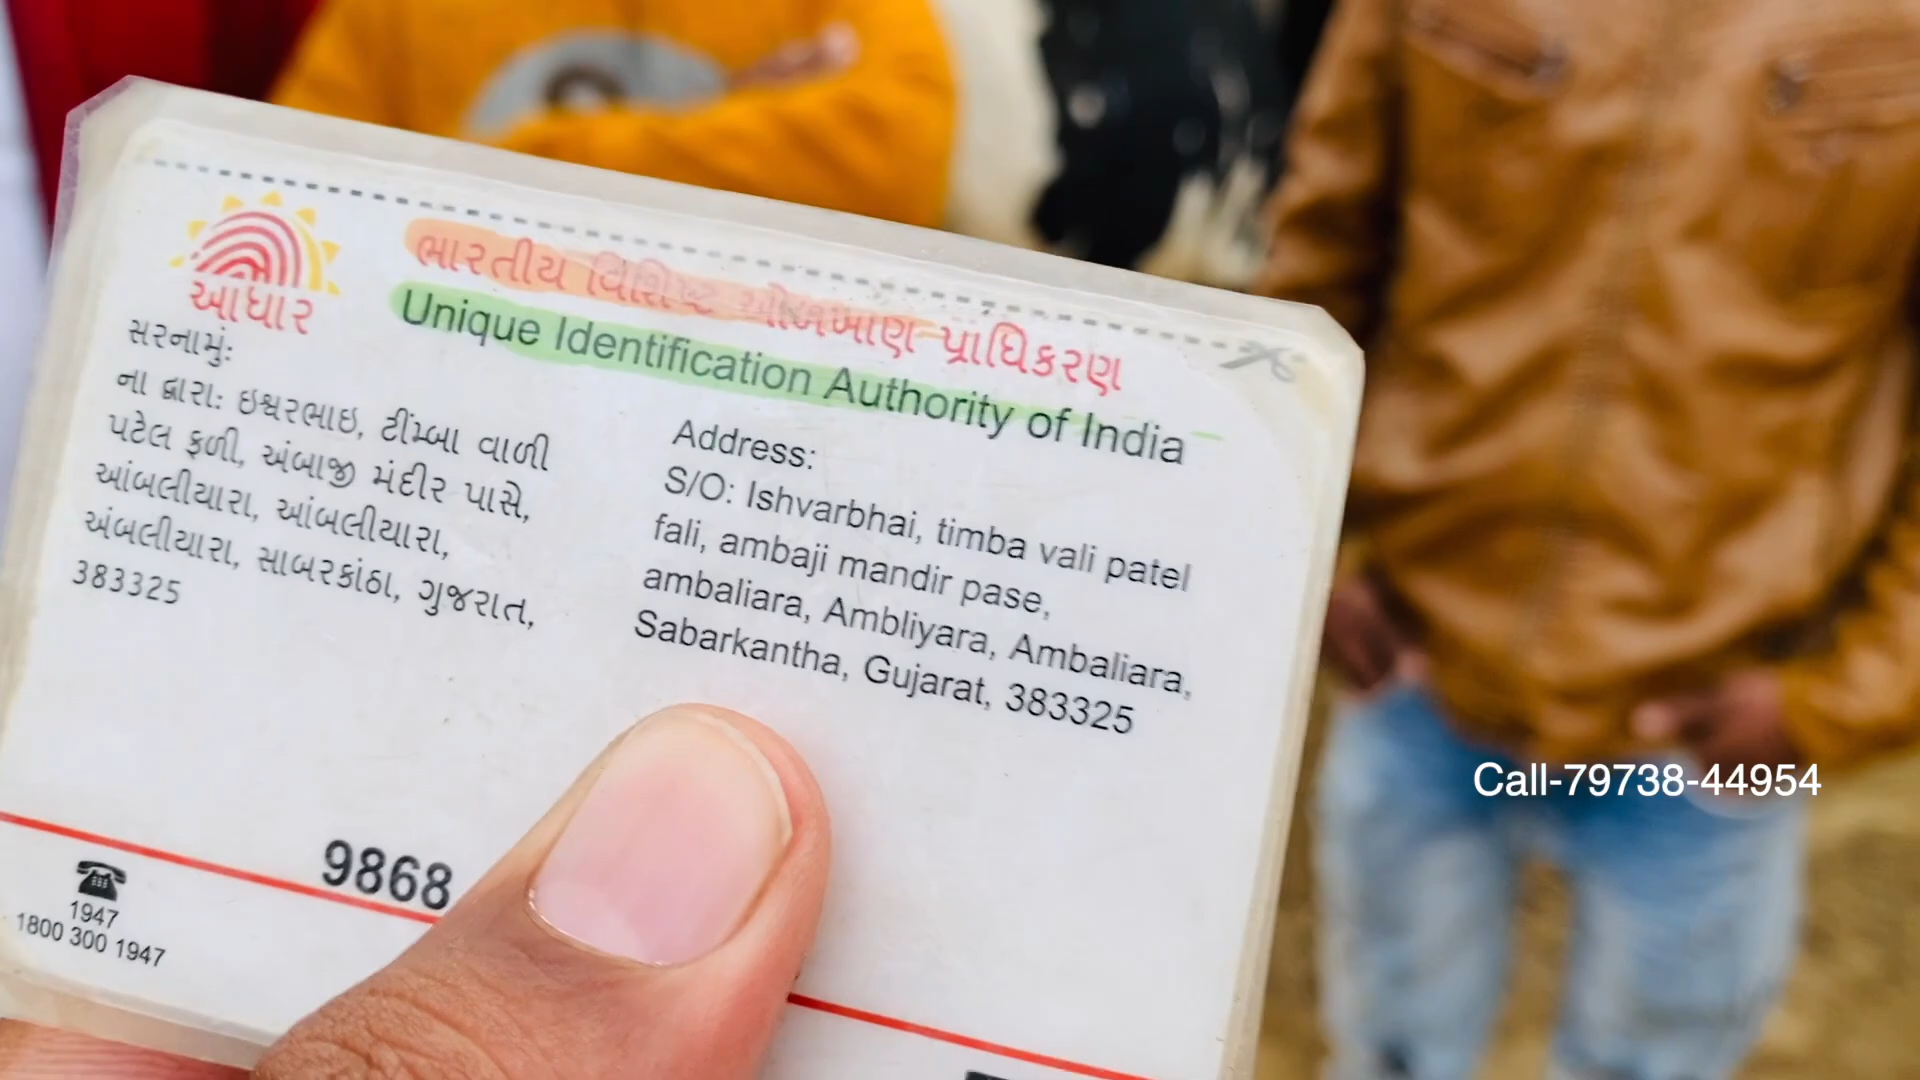 આધાર
ભારતીય વિશિષ્ટ ઓળખાણ પ્રાધિકરણ
Unique Identification Authority of India
સરનામું:
ના દ્વારા: ઇશ્વરભાઇ, ટીંમ્બા વાળી
પટેલ ફળી, અંબાજી મંદીર પાસે,
આંબલીયારા, આંબલીયારા,
અંબલીયારા, સાબરકાંઠા, ગુજરાત,
383325
Address:
S/O: Ishvarbhai, timba vali patel
fali, ambaji mandir pase,
ambaliara, Ambliyara, Ambaliara,
Sabarkantha, Gujarat, 383325
9868
1947
1800 300 1947
Call-79738-44954